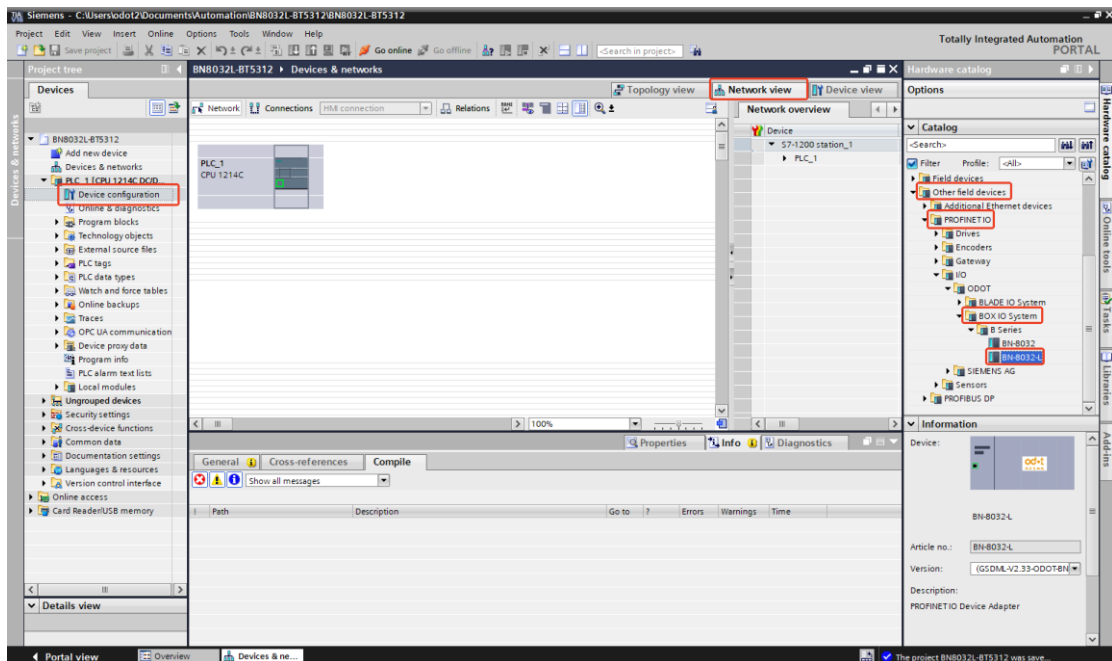 Siemens - C:\Users\odot2\Documents\Automation\BN8032L-BT5312\BN8032L-BT5312
Project Edit View Insert Online Options Tools Window Help
Totally Integrated Automation
PORTAL
Save project
Go online
Go offline
<Search in project>
Project tree
BN8032L-BT5312 ▸ Devices & networks
Hardware catalog
Devices
Topology view
Network view
Device view
Options
Network
Connections
HMI connection
Relations
Network overview
Devices & networks
Device
S7-1200 station_1
PLC_1
PLC_1
CPU 1214C
BN8032L-BT5312
Add new device
Devices & networks
PLC_1 [CPU 1214C DC/D...
Device configuration
Online & diagnostics
Program blocks
Technology objects
External source files
PLC tags
PLC data types
Watch and force tables
Online backups
Traces
OPC UA communication
Device proxy data
Program info
PLC alarm text lists
Local modules
Ungrouped devices
Security settings
Cross-device functions
Common data
Documentation settings
Languages & resources
Version control interface
Online access
Card Reader/USB memory
Details view
100%
Properties
Info
Diagnostics
General
Cross-references
Compile
Show all messages
! Path Description Go to ? Errors Warnings Time
Catalog
<Search>
Filter Profile: <All>
Field devices
Other field devices
Additional Ethernet devices
PROFINET IO
Drives
Encoders
Gateway
I/O
ODOT
BLADE IO System
BOX IO System
B Series
BN-8032
BN-8032-L
SIEMENS AG
Sensors
PROFIBUS DP
Information
Device:
BN-8032-L
Article no.: BN-8032-L
Version: (GSDML-V2.33-ODOT-BN
Description:
PROFINET IO Device Adapter
Hardware catalog
Online tools
Tasks
Libraries
Add-ins
Portal view
Overview
Devices & ne...
The project BN8032L-BT5312 was save...